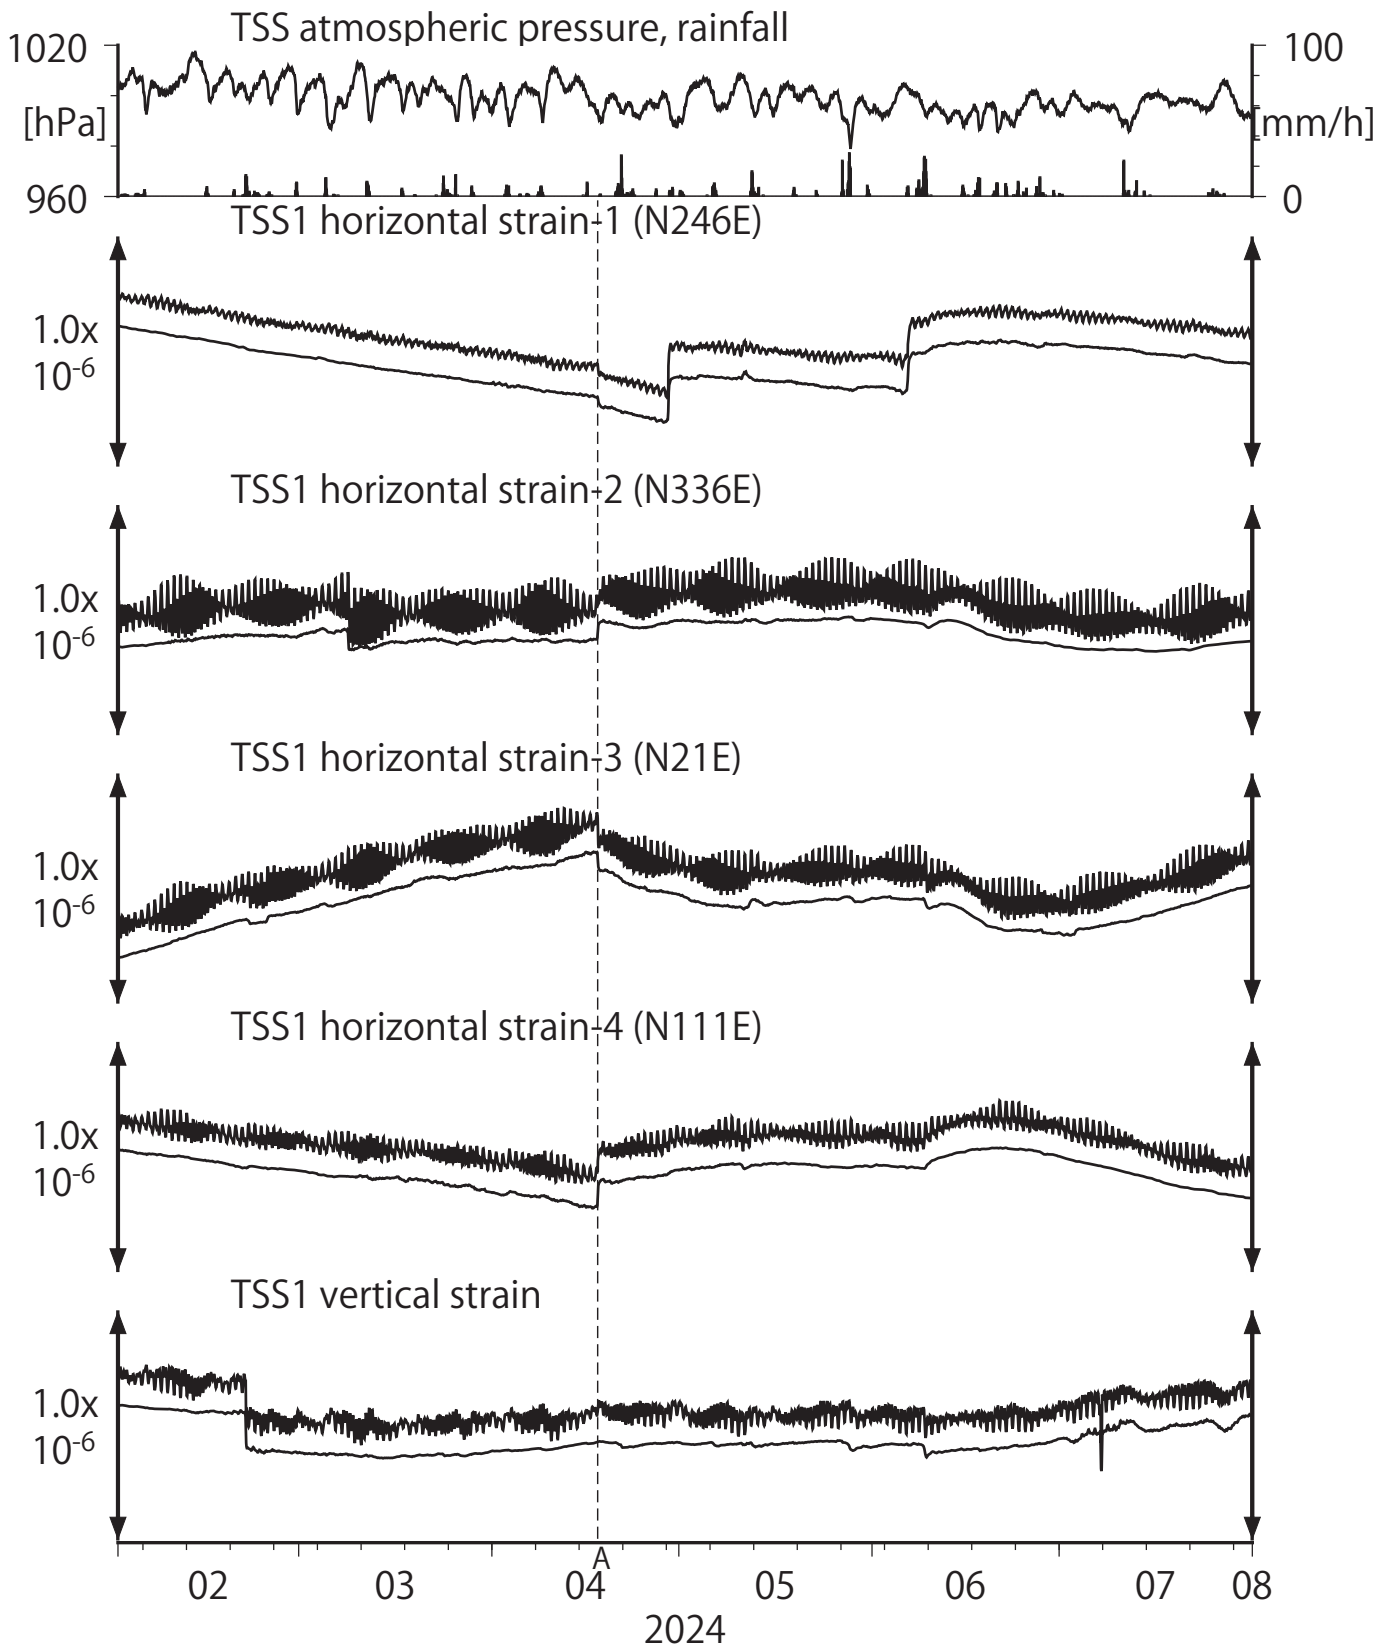 TSS atmospheric pressure, rainfall
1020 100
[hPa] [mm/h]
960 0
TSS1 horizontal strain-1 (N246E)
1.0x
10-6
TSS1 horizontal strain-2 (N336E)
1.0x
10-6
TSS1 horizontal strain-3 (N21E)
1.0x
10-6
TSS1 horizontal strain-4 (N111E)
1.0x
10-6
TSS1 vertical strain
1.0x
10-6
A
02 03 04 05 06 07 08
2024